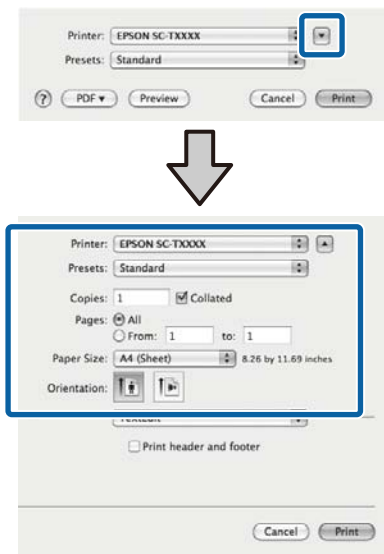 Printer: EPSON SC-TXXXX
Presets: Standard
? PDF ▾ Preview Cancel Print
Printer: EPSON SC-TXXXX
Presets: Standard
Copies: 1 Collated
Pages: All
From: 1 to: 1
Paper Size: A4 (Sheet) 8.26 by 11.69 inches
Orientation:
TextEdit
Print header and footer
Cancel Print